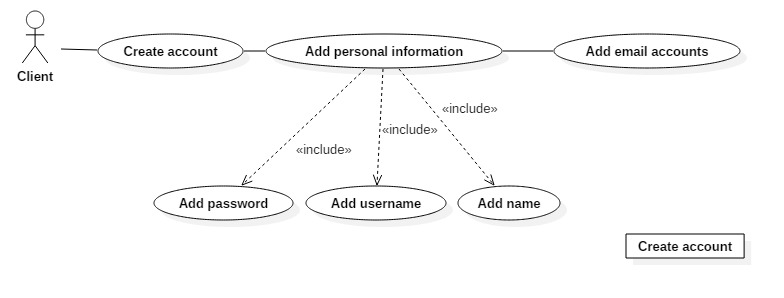 Client
Create account
Add personal information
Add email accounts
«include»
«include»
«include»
Add password
Add username
Add name
Create account